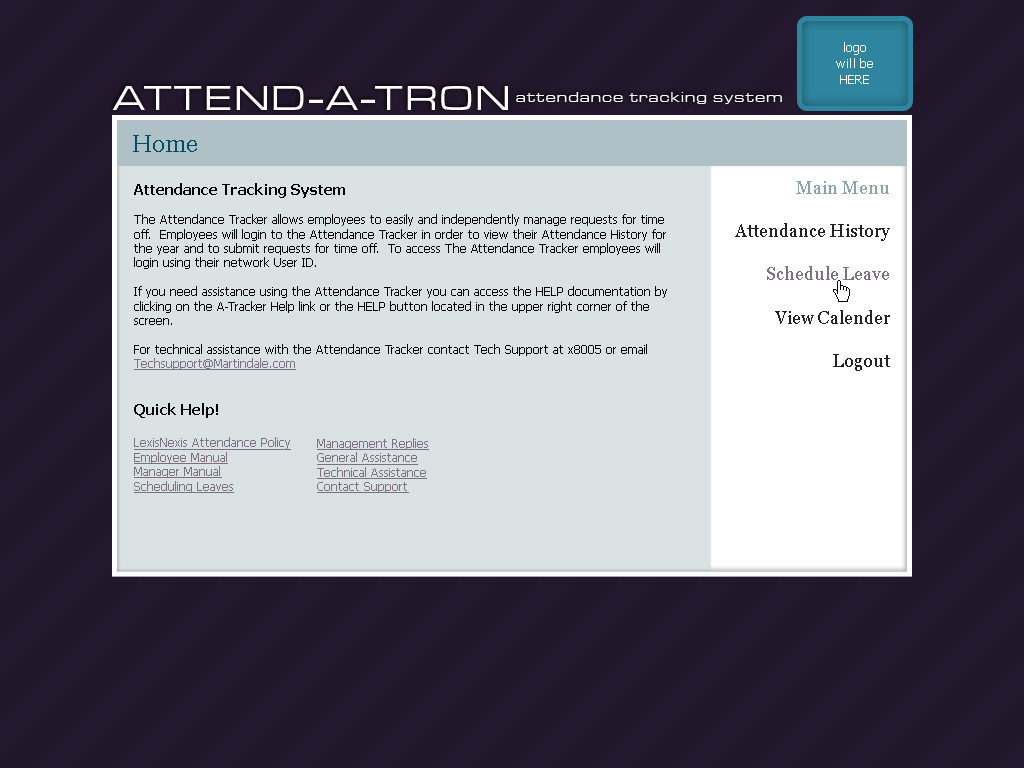 logo
will be
HERE
ATTEND-A-TRON attendance tracking system
Home
Attendance Tracking System
The Attendance Tracker allows employees to easily and independently manage requests for time
off.  Employees will login to the Attendance Tracker in order to view their Attendance History for
the year and to submit requests for time off.  To access The Attendance Tracker employees will
login using their network User ID.
If you need assistance using the Attendance Tracker you can access the HELP documentation by
clicking on the A-Tracker Help link or the HELP button located in the upper right corner of the
screen.
For technical assistance with the Attendance Tracker contact Tech Support at x8005 or email
Techsupport@Martindale.com
Quick Help!
LexisNexis Attendance Policy
Employee Manual
Manager Manual
Scheduling Leaves
Management Replies
General Assistance
Technical Assistance
Contact Support
Main Menu
Attendance History
Schedule Leave
View Calender
Logout